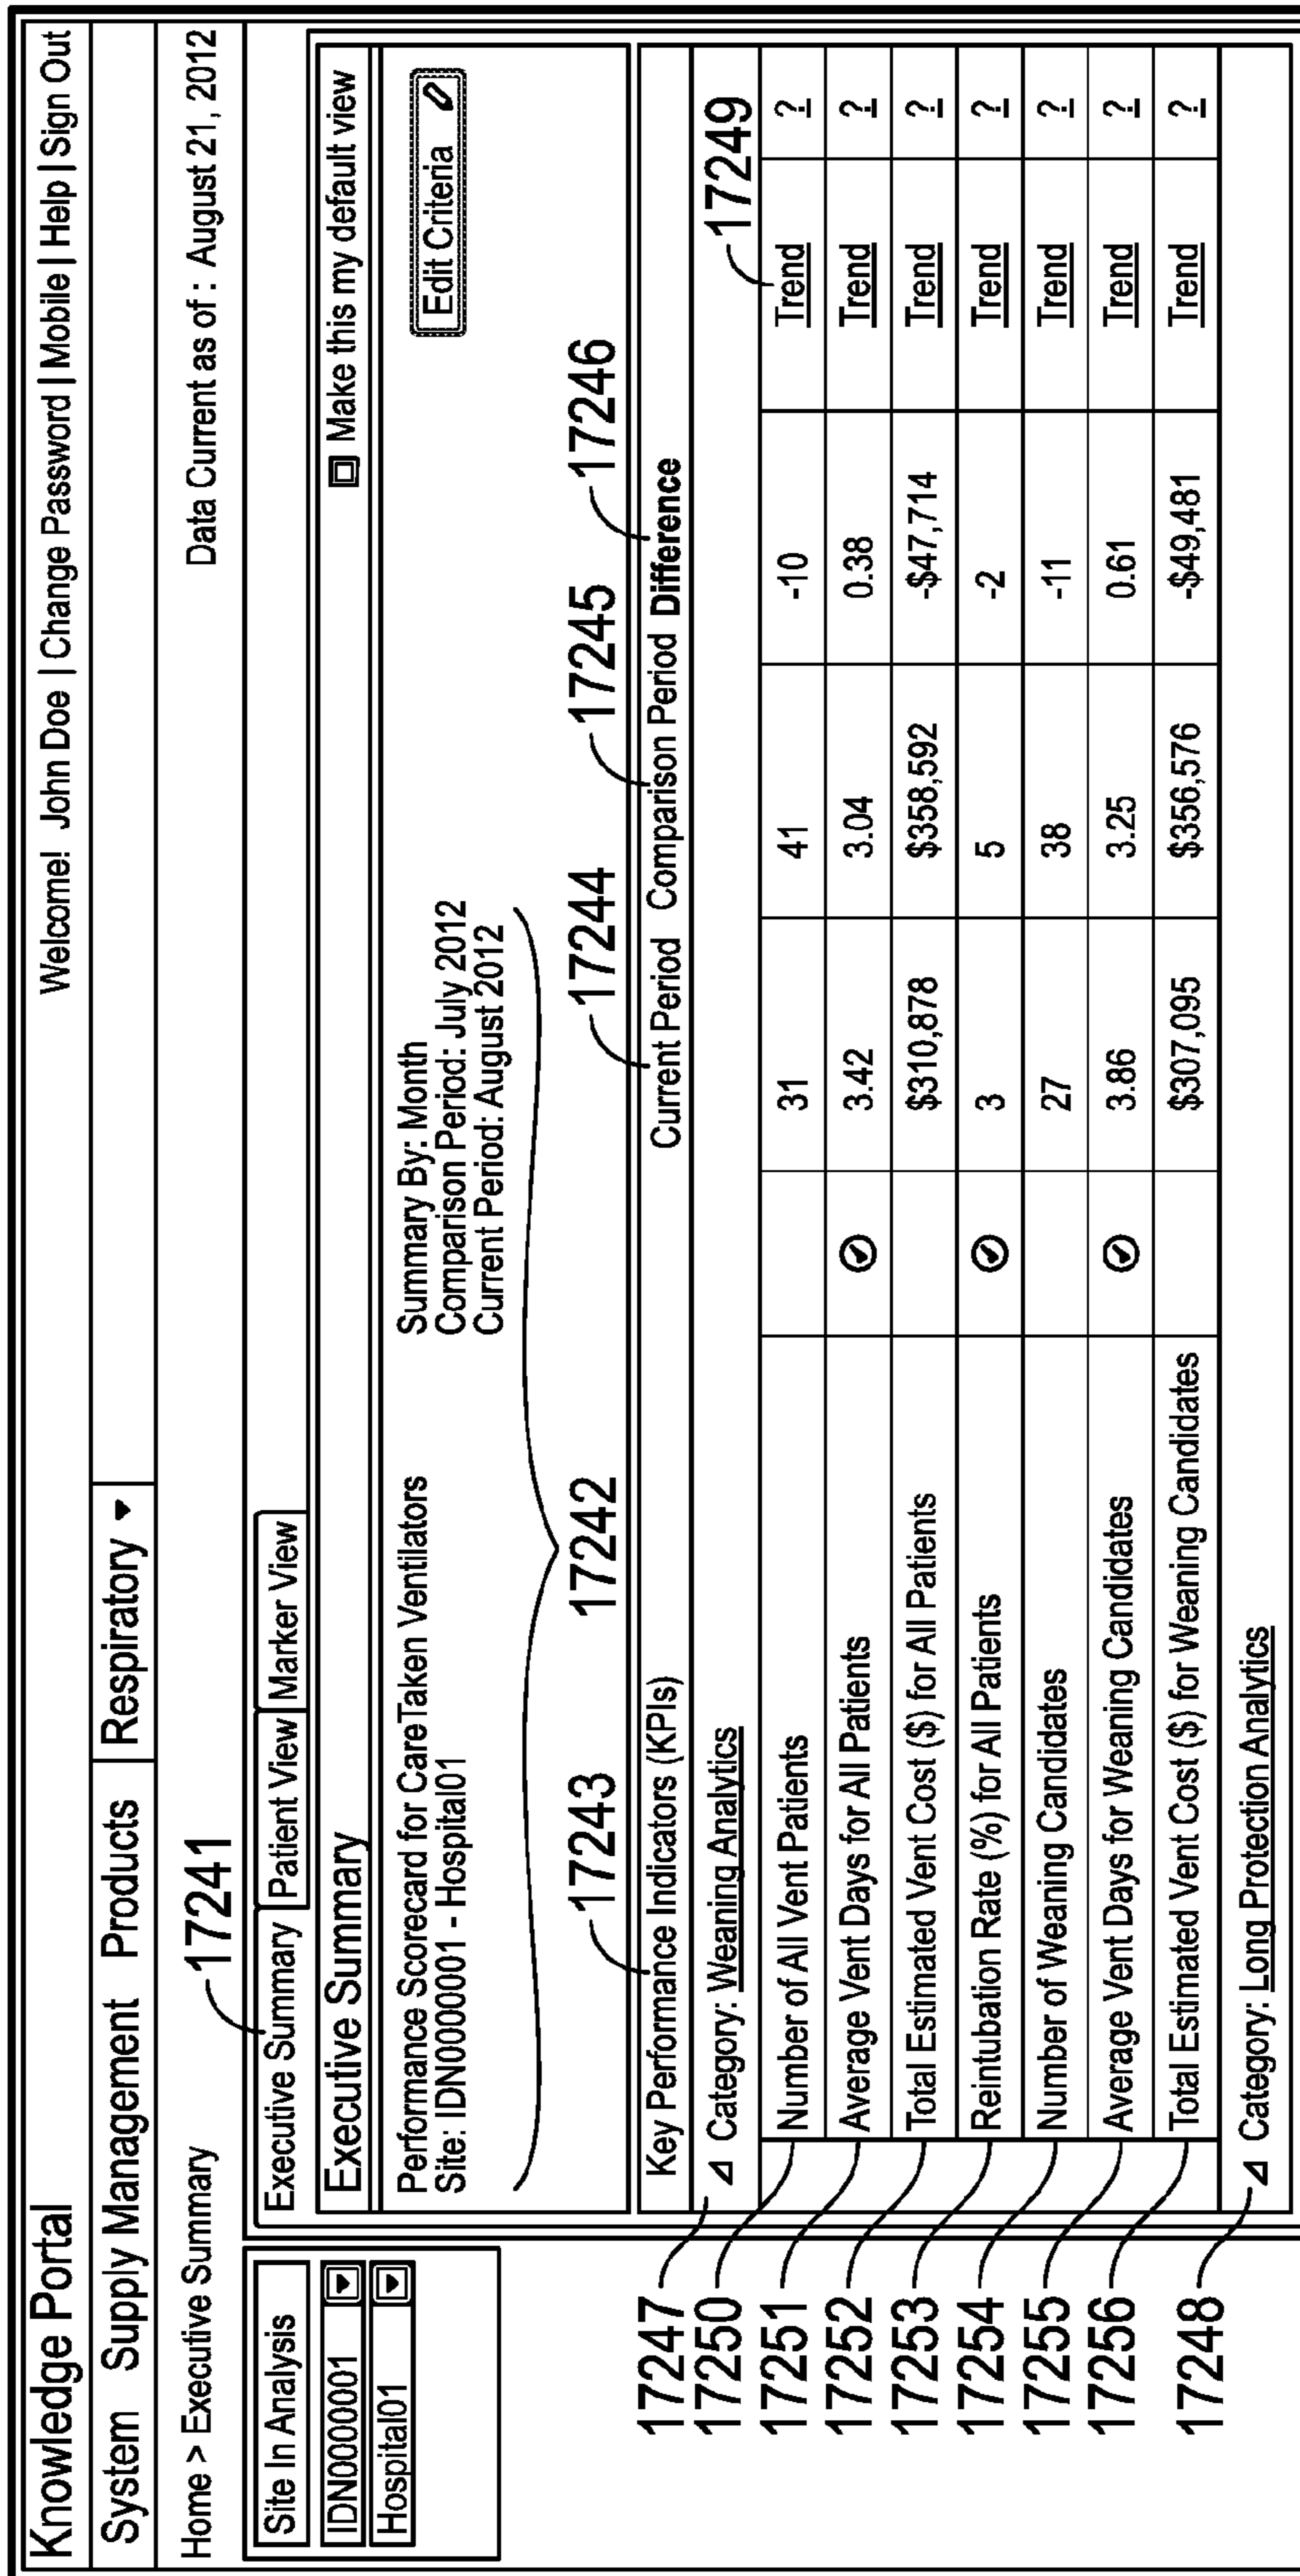 Knowledge Portal
Welcome! John Doe | Change Password | Mobile | Help | Sign Out
System Supply Management Products Respiratory
Home > Executive Summary
Data Current as of : August 21, 2012
17241
Site In Analysis
IDN000001
Hospital01
Executive Summary Patient View Marker View
Executive Summary
Make this my default view
Performance Scorecard for CareTaken Ventilators
Site: IDN000001 - Hospital01
Summary By: Month
Comparison Period: July 2012
Current Period: August 2012
Edit Criteria
17243 17242 17244 17245 17246
Key Performance Indicators (KPIs) Current Period Comparison Period Difference
17247 Category: Weaning Analytics 17249
17250 Number of All Vent Patients 31 41 -10 Trend ?
17251 Average Vent Days for All Patients 3.42 3.04 0.38 Trend ?
17252 Total Estimated Vent Cost ($) for All Patients $310,878 $358,592 -$47,714 Trend ?
17253 Reintubation Rate (%) for All Patients 3 5 -2 Trend ?
17254 Number of Weaning Candidates 27 38 -11 Trend ?
17255 Average Vent Days for Weaning Candidates 3.86 3.25 0.61 Trend ?
17256 Total Estimated Vent Cost ($) for Weaning Candidates $307,095 $356,576 -$49,481 Trend ?
17248 Category: Long Protection Analytics